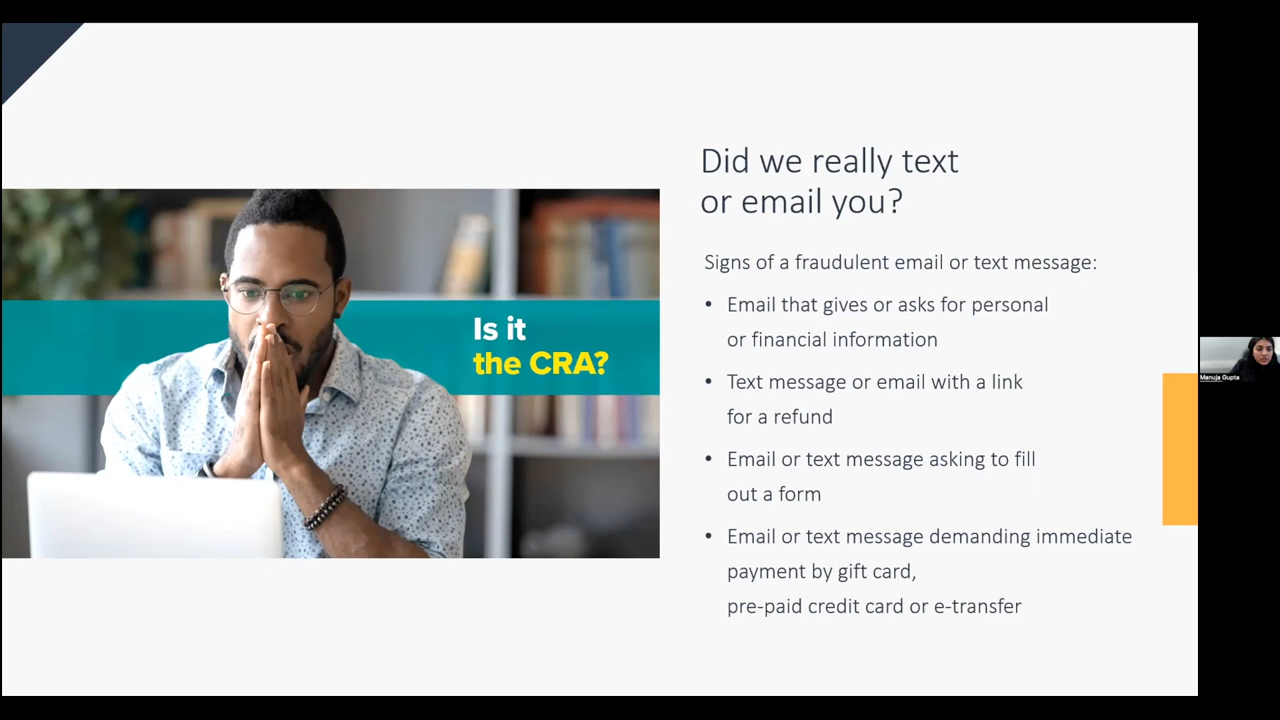 Did we really text
or email you?
Signs of a fraudulent email or text message:
• Email that gives or asks for personal
or financial information
• Text message or email with a link
for a refund
• Email or text message asking to fill
out a form
• Email or text message demanding immediate
payment by gift card,
pre-paid credit card or e-transfer
Is it
the CRA?
Manuja Gupta